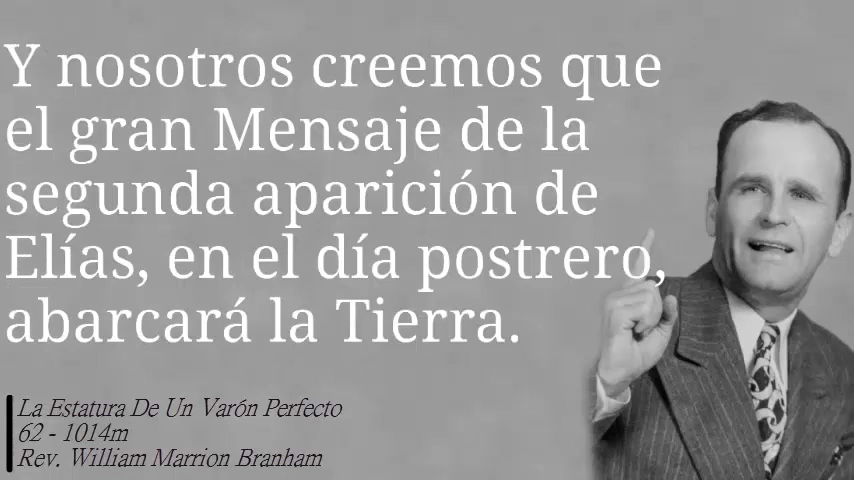 Y nosotros creemos que
el gran Mensaje de la
segunda aparición de
Elías, en el día postrero,
abarcará la Tierra.
La Estatura De Un Varón Perfecto
62 - 1014m
Rev. William Marrion Branham